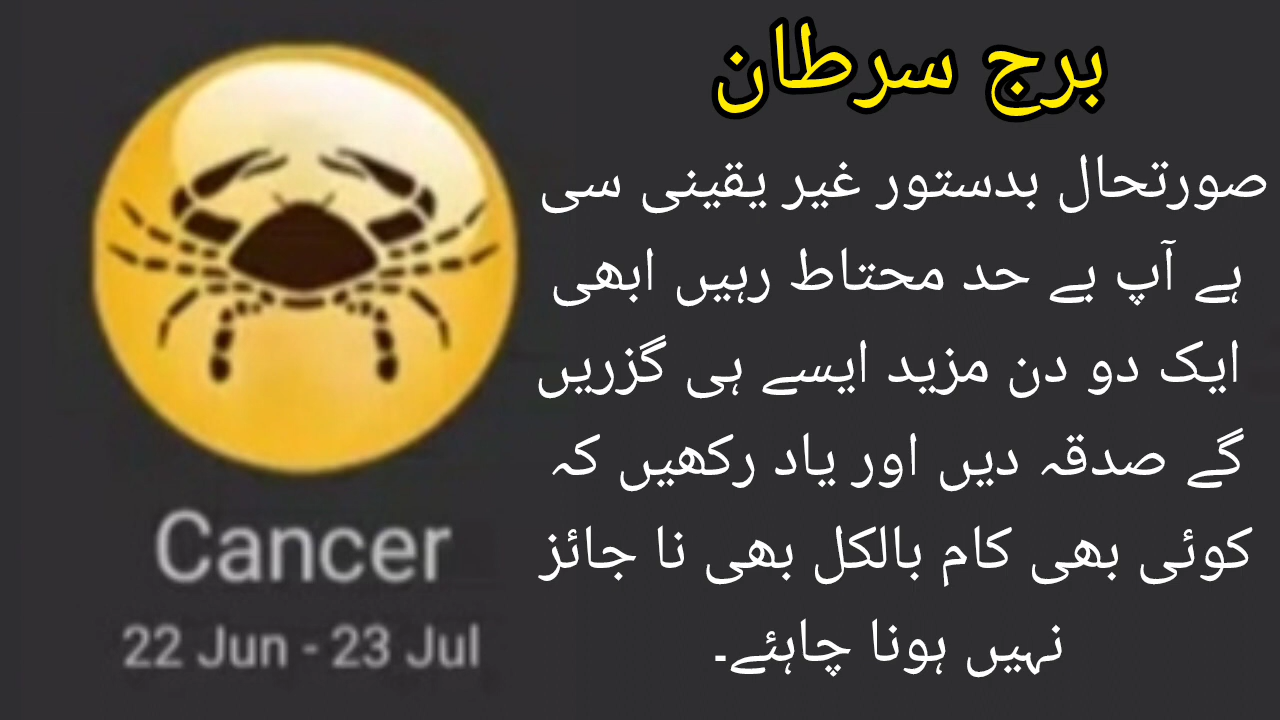 برج سرطان
صورتحال بدستور غیر یقینی سی
ہے آپ بے حد محتاط رہیں ابھی
ایک دو دن مزید ایسے ہی گزریں
گے صدقہ دیں اور یاد رکھیں کہ
کوئی بھی کام بالکل بھی نا جائز
نہیں ہونا چاہئے۔
Cancer
22 Jun - 23 Jul